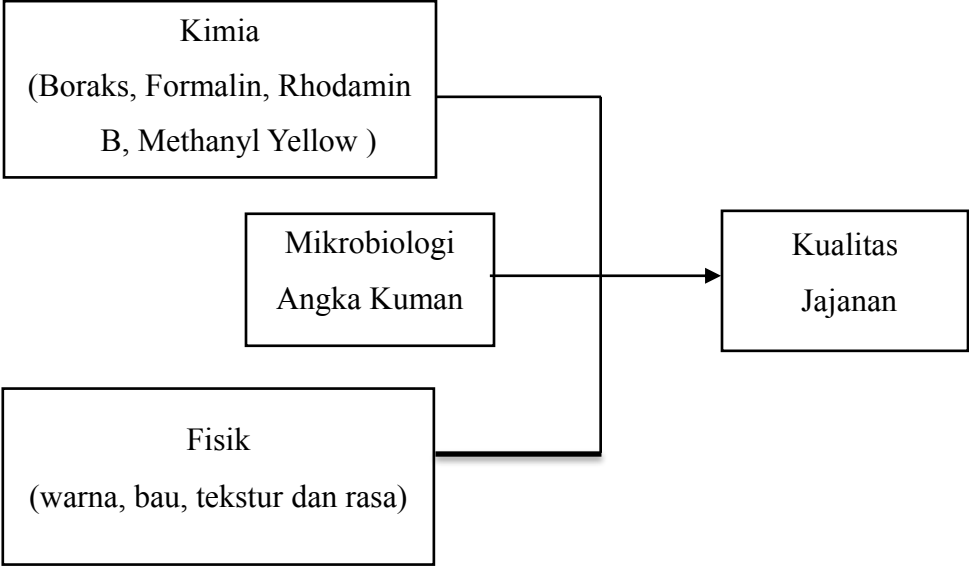 Kimia
(Boraks, Formalin, Rhodamin
B, Methanyl Yellow )
Mikrobiologi
Angka Kuman
Kualitas
Jajanan
Fisik
(warna, bau, tekstur dan rasa)